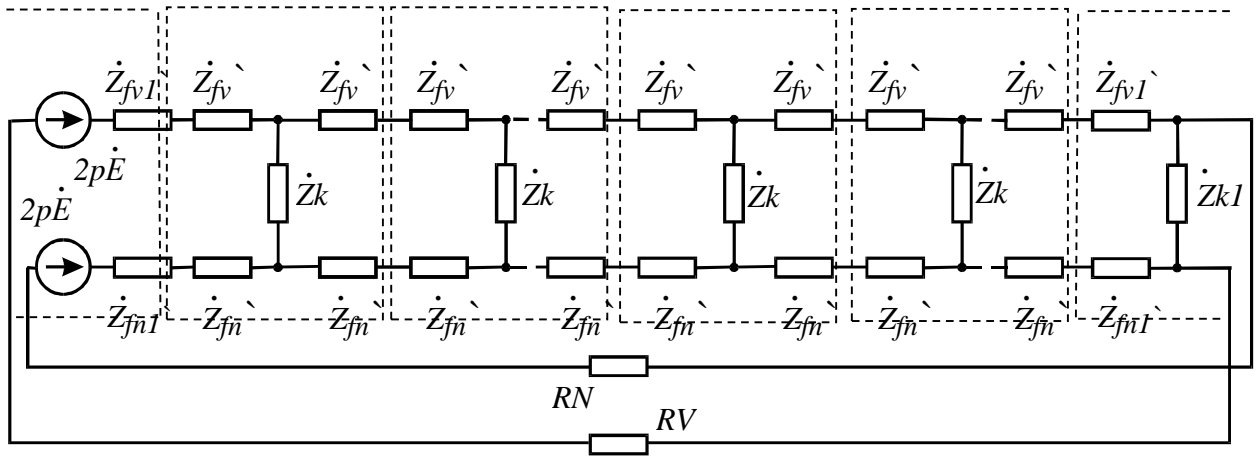 Żfv1` Żfv` Żfv` Żfv` Żfv` Żfv` Żfv` Żfv` Żfv` Żfv1`
2pĖ
2pĖ
Żk Żk Żk Żk Żk1
Żfn1` Żfn` Żfn` Żfn` Żfn` Żfn` Żfn` Żfn` Żfn` Żfn1`
RN
RV